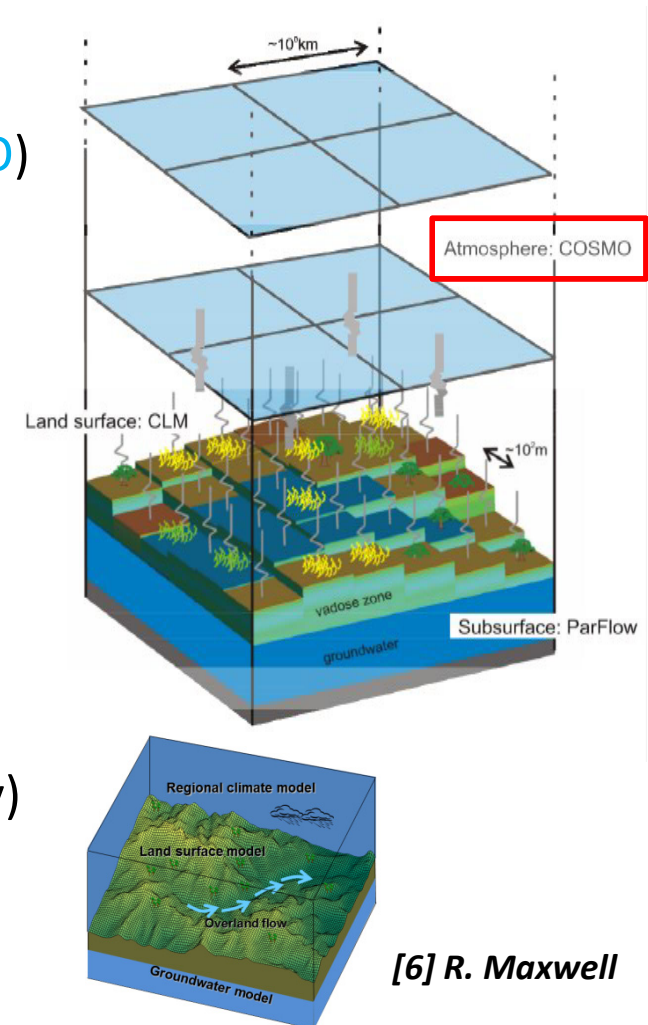 ~10⁰km
)
Atmosphere: COSMO
Land surface: CLM
~10²m
vadose zone
Subsurface: ParFlow
groundwater
)
Regional climate model
Land surface model
Overland flow
Groundwater model
[6] R. Maxwell